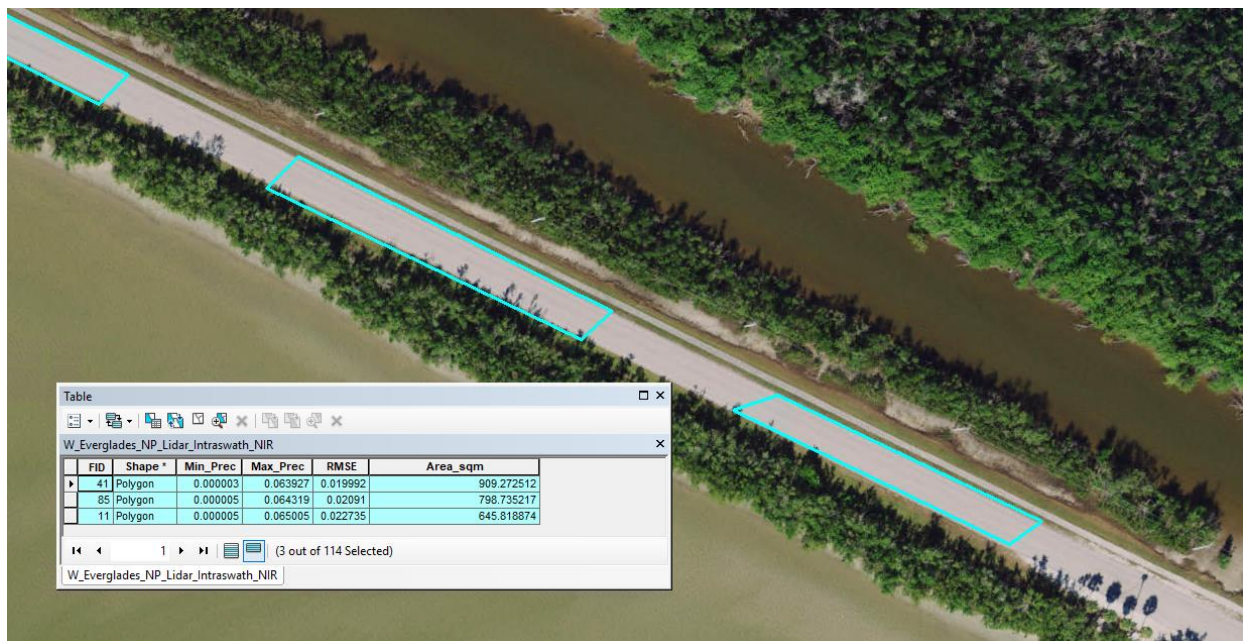 Table
W_Everglades_NP_Lidar_Intraswath_NIR
FID Shape * Min_Prec Max_Prec RMSE Area_sqm
41 Polygon 0.000003 0.063927 0.019992 909.272512
85 Polygon 0.000005 0.064319 0.02091 798.735217
11 Polygon 0.000005 0.065005 0.022735 645.818874
1 (3 out of 114 Selected)
W_Everglades_NP_Lidar_Intraswath_NIR